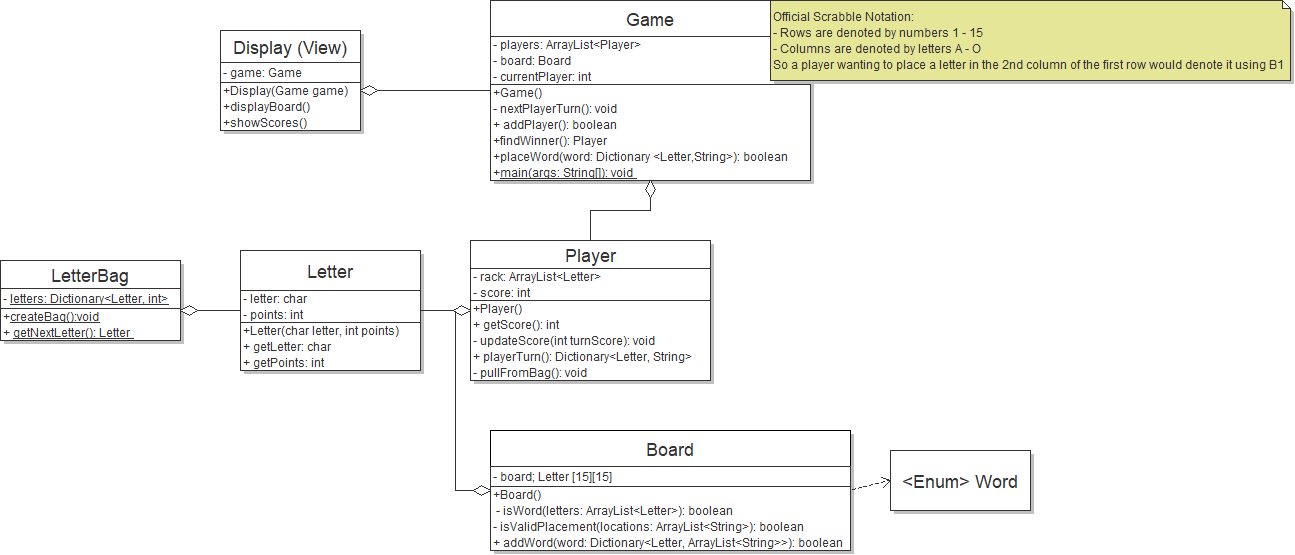 Display (View)
- game: Game
+Display(Game game)
+displayBoard()
+showScores()
Game
- players: ArrayList<Player>
- board: Board
- currentPlayer: int
+Game()
- nextPlayerTurn(): void
+ addPlayer(): boolean
+findWinner(): Player
+placeWord(word: Dictionary <Letter,String>): boolean
+main(args: String[]): void
Official Scrabble Notation:
- Rows are denoted by numbers 1 - 15
- Columns are denoted by letters A - O
So a player wanting to place a letter in the 2nd column of the first row would denote it using B1
LetterBag
- letters: Dictionary<Letter, int>
+createBag():void
+ getNextLetter(): Letter
Letter
- letter: char
- points: int
+Letter(char letter, int points)
+ getLetter: char
+ getPoints: int
Player
- rack: ArrayList<Letter>
- score: int
+Player()
+ getScore(): int
- updateScore(int turnScore): void
+ playerTurn(): Dictionary<Letter, String>
- pullFromBag(): void
Board
- board; Letter [15][15]
+Board()
- isWord(letters: ArrayList<Letter>): boolean
- isValidPlacement(locations: ArrayList<String>): boolean
+ addWord(word: Dictionary<Letter, ArrayList<String>>): boolean
<Enum> Word